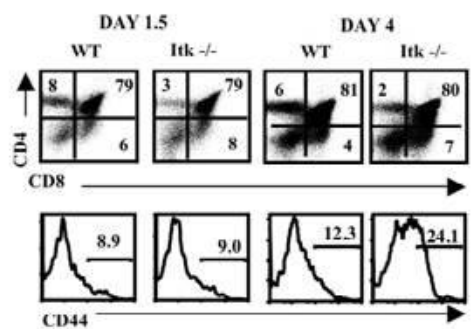 DAY 1.5 DAY 4
WT Itk -/- WT Itk -/-
8 79 3 79 6 81 2 80
6 8 4 7
CD4
CD8
8.9 9.0 12.3 24.1
CD44